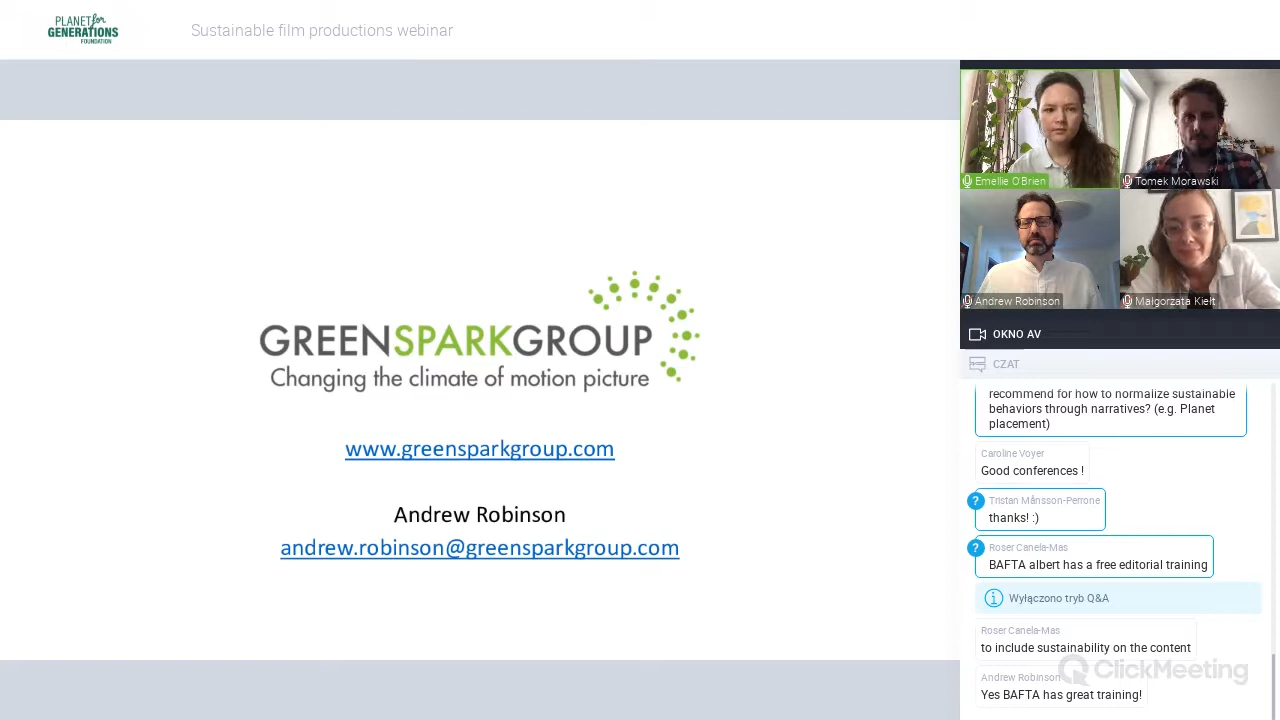 PLANET for
GENERATIONS
FOUNDATION
Sustainable film productions webinar
GREENSPARKGROUP
Changing the climate of motion picture
www.greensparkgroup.com
Andrew Robinson
andrew.robinson@greensparkgroup.com
Emellie O'Brien
Tomek Morawski
Andrew Robinson
Małgorzata Kiełt
OKNO AV
CZAT
recommend for how to normalize sustainable
behaviors through narratives? (e.g. Planet
placement)
Caroline Voyer
Good conferences !
?
Tristan Månsson-Perrone
thanks! :)
?
Roser Canela-Mas
BAFTA albert has a free editorial training
Wyłączono tryb Q&A
Roser Canela-Mas
to include sustainability on the content
ClickMeeting
Andrew Robinson
Yes BAFTA has great training!